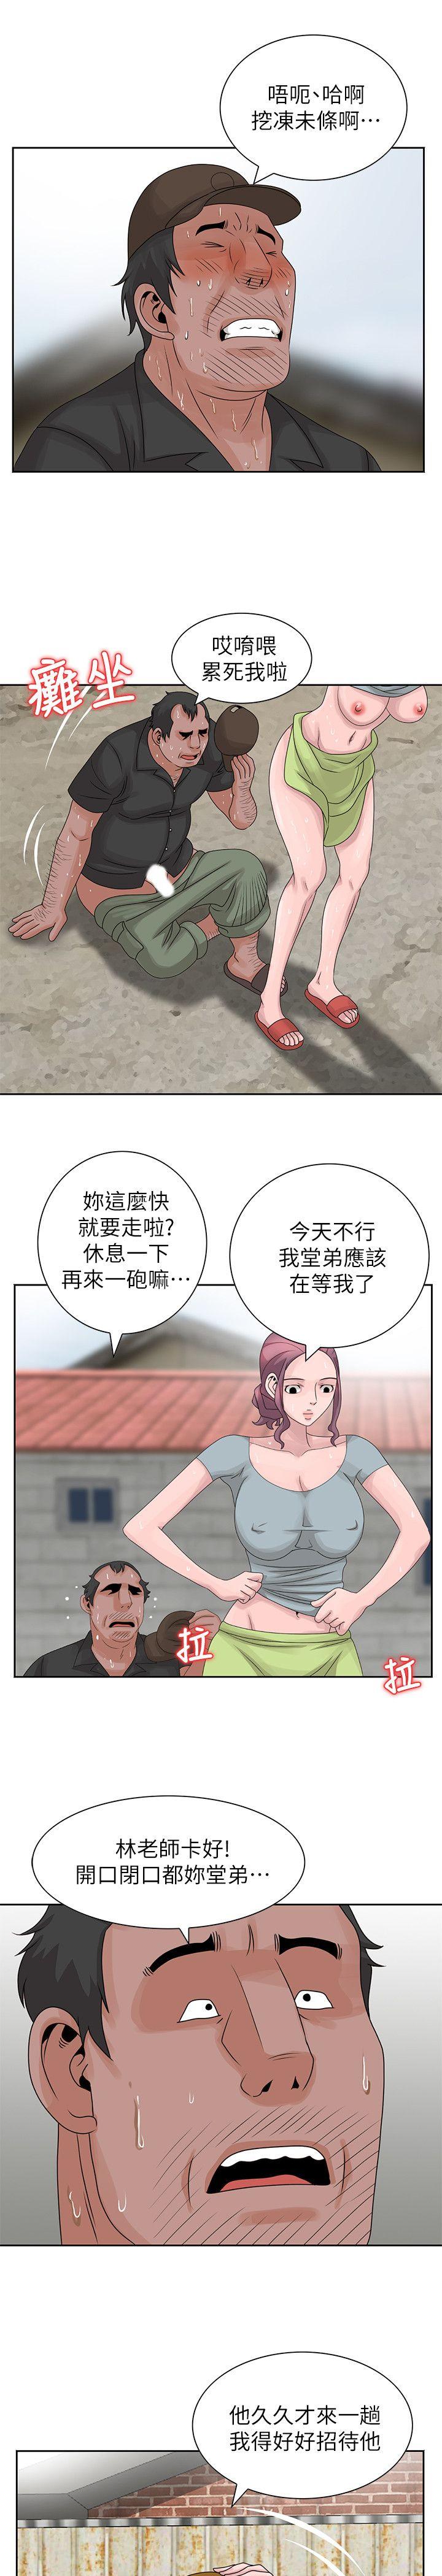 唔呃、哈啊
挖凍未條啊…
癱坐
哎唷喂
累死我啦
妳這麼快
就要走啦?
休息一下
再來一砲嘛…
今天不行
我堂弟應該
在等我了
拉
拉
林老師卡好!
開口閉口都妳堂弟…
他久久才來一趟
我得好好招待他